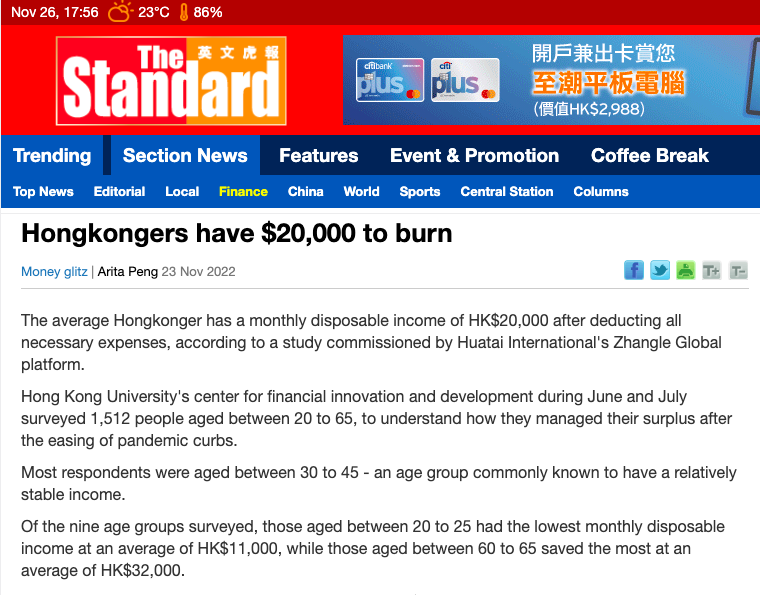 Nov 26, 17:56 23°C 86%
The
Standard
英文虎報
citibank
plus
citi
plus
開戶兼出卡賞您
至潮平板電腦
(價值HK$2,988)
Trending Section News Features Event & Promotion Coffee Break
Top News Editorial Local Finance China World Sports Central Station Columns
Hongkongers have $20,000 to burn
Money glitz | Arita Peng 23 Nov 2022
T+ T-
The average Hongkonger has a monthly disposable income of HK$20,000 after deducting all
necessary expenses, according to a study commissioned by Huatai International's Zhangle Global
platform.
Hong Kong University's center for financial innovation and development during June and July
surveyed 1,512 people aged between 20 to 65, to understand how they managed their surplus after
the easing of pandemic curbs.
Most respondents were aged between 30 to 45 - an age group commonly known to have a relatively
stable income.
Of the nine age groups surveyed, those aged between 20 to 25 had the lowest monthly disposable
income at an average of HK$11,000, while those aged between 60 to 65 saved the most at an
average of HK$32,000.